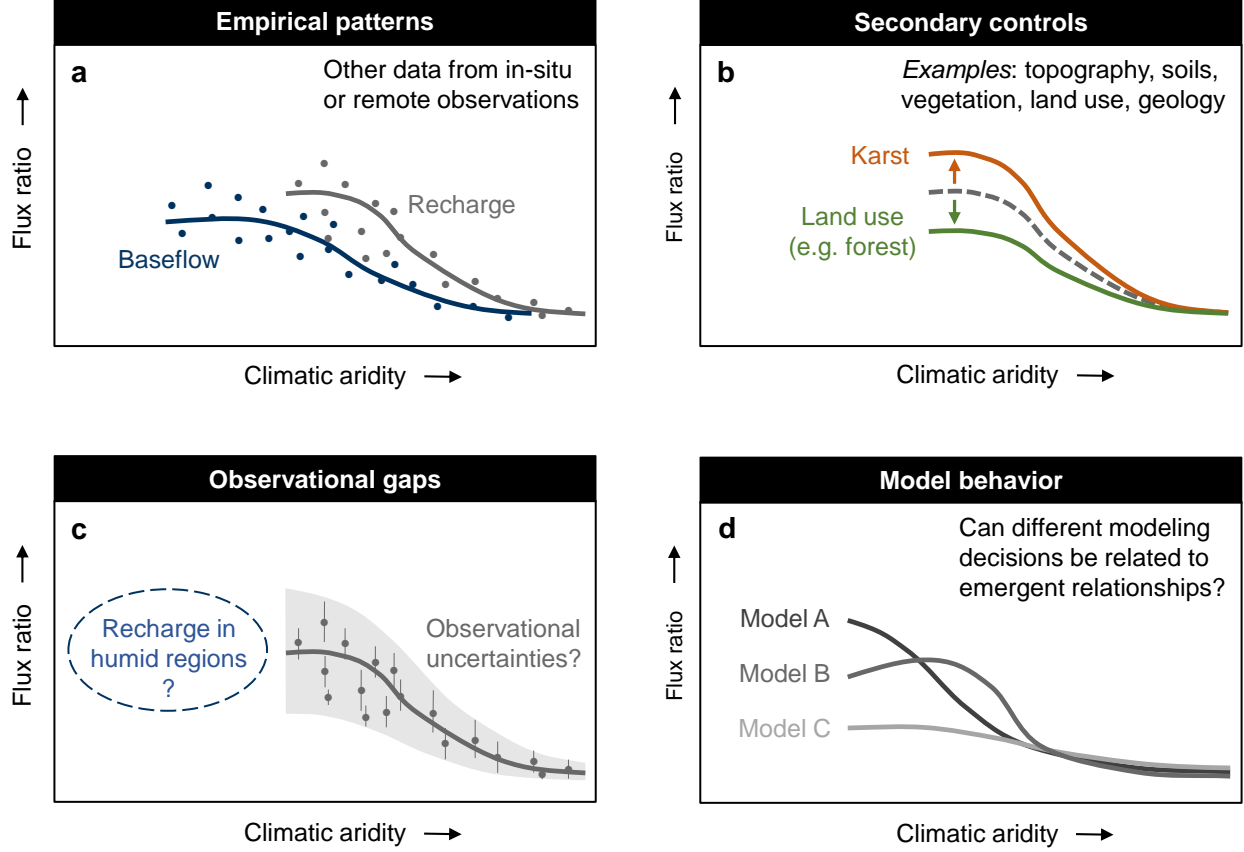 Empirical patterns
a
Other data from in-situ
or remote observations
Recharge
Baseflow
Flux ratio
Climatic aridity
Secondary controls
b
Examples: topography, soils,
vegetation, land use, geology
Karst
Land use
(e.g. forest)
Flux ratio
Climatic aridity
Observational gaps
c
Recharge in
humid regions
?
Observational
uncertainties?
Flux ratio
Climatic aridity
Model behavior
d
Can different modeling
decisions be related to
emergent relationships?
Model A
Model B
Model C
Flux ratio
Climatic aridity